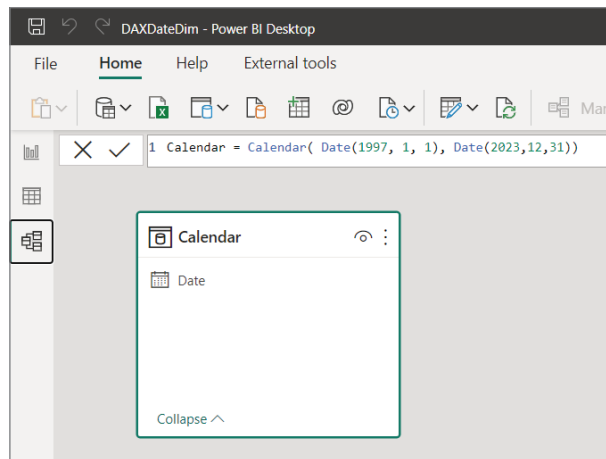 DAXDateDim - Power BI Desktop
File Home Help External tools
Mar
1 Calendar = Calendar( Date(1997, 1, 1), Date(2023,12,31))
Calendar
Date
Collapse